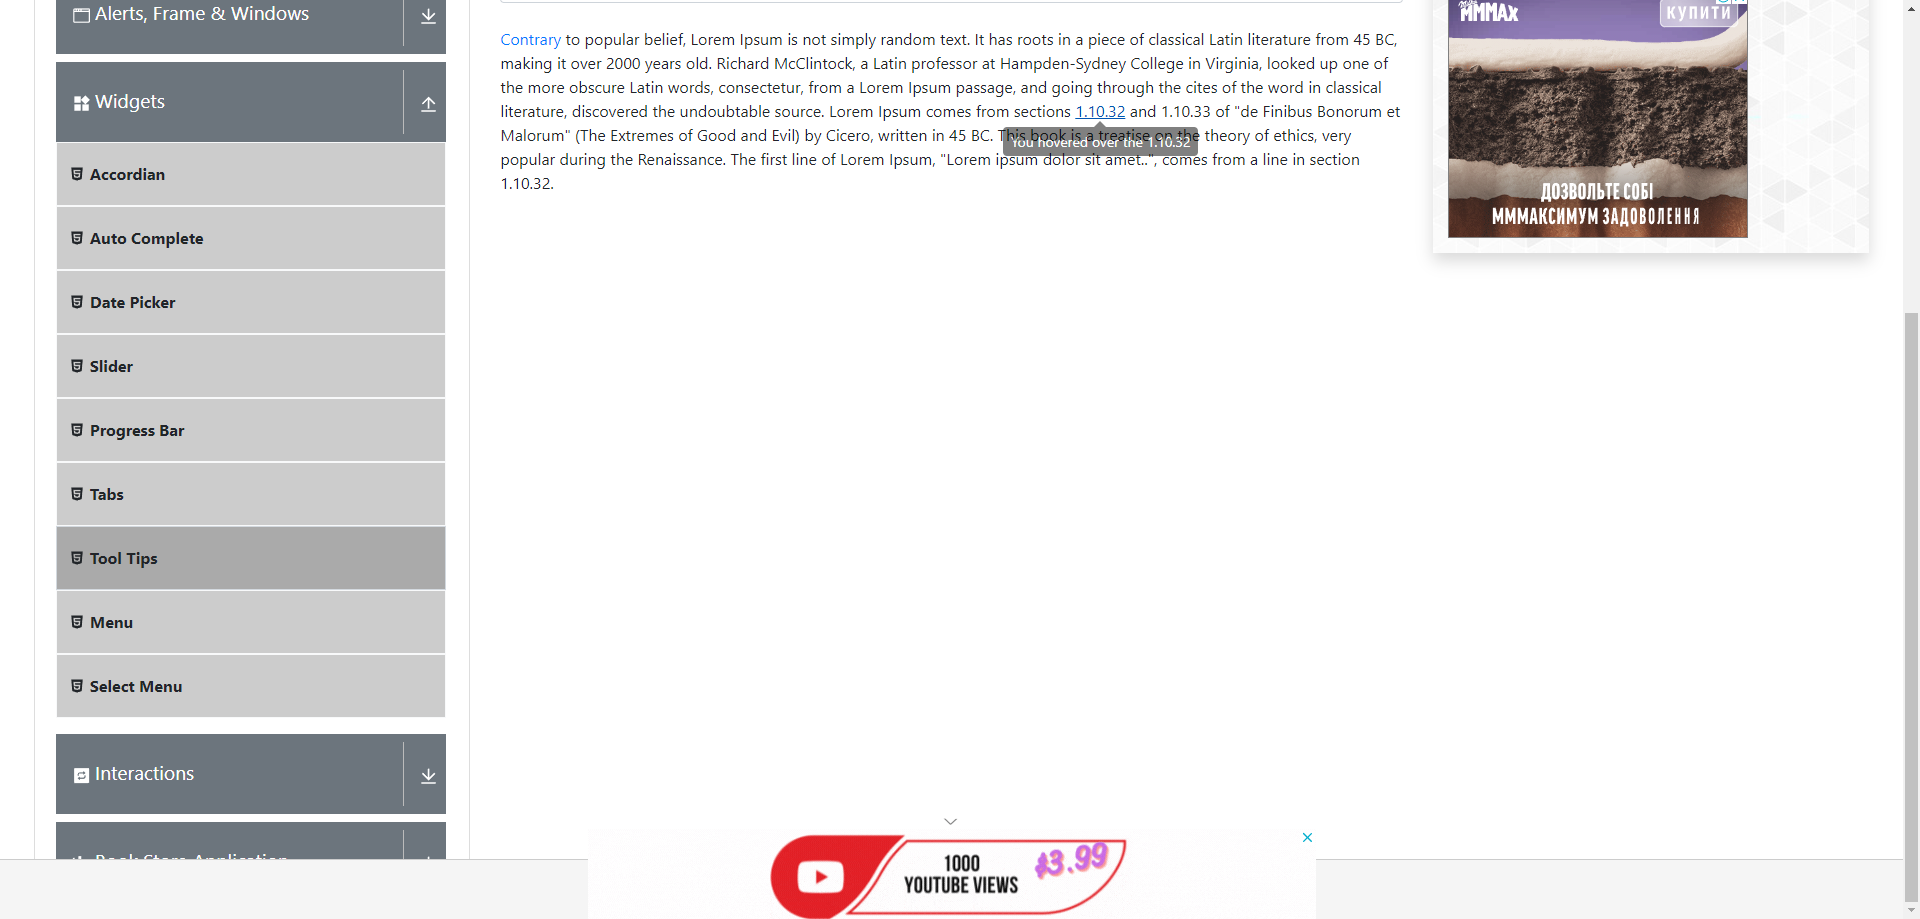 Alerts, Frame & Windows
Widgets
Accordian
Auto Complete
Date Picker
Slider
Progress Bar
Tabs
Tool Tips
Menu
Select Menu
Interactions
Book Store Application
Contrary to popular belief, Lorem Ipsum is not simply random text. It has roots in a piece of classical Latin literature from 45 BC,
making it over 2000 years old. Richard McClintock, a Latin professor at Hampden-Sydney College in Virginia, looked up one of
the more obscure Latin words, consectetur, from a Lorem Ipsum passage, and going through the cites of the word in classical
literature, discovered the undoubtable source. Lorem Ipsum comes from sections 1.10.32 and 1.10.33 of "de Finibus Bonorum et
Malorum" (The Extremes of Good and Evil) by Cicero, written in 45 BC. This book is a treatise on the theory of ethics, very
You hovered over the 1.10.32
popular during the Renaissance. The first line of Lorem Ipsum, "Lorem ipsum dolor sit amet..", comes from a line in section
1.10.32.
МММАХ
КУПИТИ
ДОЗВОЛЬТЕ СОБІ
МММАКСИМУМ ЗАДОВОЛЕННЯ
1000
YOUTUBE VIEWS
$3.99